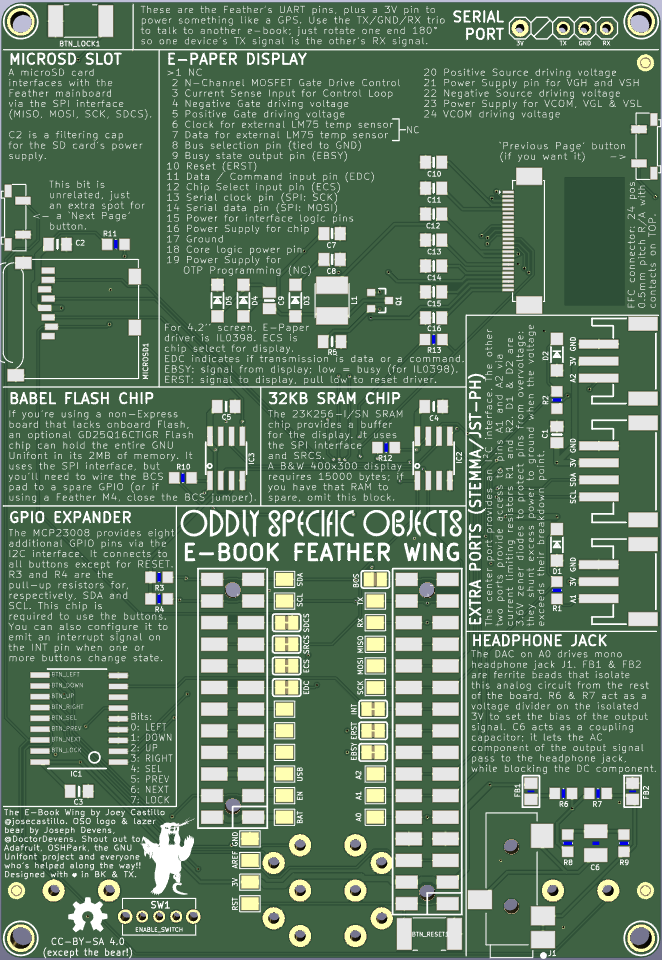 These are the Feather's UART pins, plus a 3V pin to
power something like a GPS. Use the TX/GND/RX trio
to talk to another e-book; just rotate one end 180°
so one device's TX signal is the other's RX signal.
SERIAL
PORT
3V
TX
GND
RX
BTN_LOCK1
MICROSD SLOT
A microSD card
interfaces with the
Feather mainboard
via the SPI interface
(MISO, MOSI, SCK, SDCS).
C2 is a filtering cap
for the SD card's power
supply.
This bit is
unrelated, just
an extra spot for
<- a 'Next Page'
button.
C2
R11
MICROSD1
E-PAPER DISPLAY
>1 NC
2 N-Channel MOSFET Gate Drive Control
3 Current Sense Input for Control Loop
4 Negative Gate driving voltage
5 Positive Gate driving voltage
6 Clock for external LM75 temp sensor
7 Data for external LM75 temp sensor
NC
8 Bus selection pin (tied to GND)
9 Busy state output pin (EBSY)
10 Reset (ERST)
11 Data / Command input pin (EDC)
12 Chip Select input pin (ECS)
13 Serial clock pin (SPI: SCK)
14 Serial data pin (SPI: MOSI)
15 Power for interface logic pins
16 Power Supply for chip
17 Ground
18 Core logic power pin
19 Power Supply for
OTP Programming (NC)
20 Positive Source driving voltage
21 Power Supply pin for VGH and VSH
22 Negative Source driving voltage
23 Power Supply for VCOM, VGL & VSL
24 VCOM driving voltage
'Previous Page' button
(if you want it) ->
FFC connector: 24 pos
0.5mm pitch R/A with
contacts on TOP.
C10
C11
C12
C13
C14
C15
C16
R13
C7
C8
D5
D4
C9
D3
L1
Q1
R5
For 4.2'' screen, E-Paper
driver is IL0398. ECS is
chip select for display.
EDC indicates if transmission is data or a command.
EBSY: signal from display; low = busy (for IL0398).
ERST: signal to display, pull low to reset driver.
BABEL FLASH CHIP
If you're using a non-Express
board that lacks onboard Flash,
an optional GD25Q16CTIGR Flash
chip can hold the entire GNU
Unifont in its 2MB of memory. It
uses the SPI interface, but
you'll need to wire the BCS
pad to a spare GPIO (or if
using a Feather M4, close the BCS jumper).
C5
IC3
R10
32KB SRAM CHIP
The 23K256-I/SN SRAM
chip provides a buffer
for the display. It uses
the SPI interface
and SRCS.
A B&W 400x300 display
requires 15000 bytes; if
you have that RAM to
spare, omit this block.
C4
R12
IC2
EXTRA PORTS (STEMMA/JST-PH)
The center port provides an I2C interface. The other
two ports provide access to pins A1 and A2 via
current limiting resistors R1 and R2. D1 & D2 are
3.6V zener diodes to protect pins from overvoltage;
they shunt excess power to ground when the voltage
exceeds their breakdown point.
D2
R2
C1
D1
R1
A2 3V GND
SCL SDA 3V GND
A1 3V GND
GPIO EXPANDER
The MCP23008 provides eight
additional GPIO pins via the
I2C interface. It connects to
all buttons except for RESET.
R3 and R4 are the
pull-up resistors for,
respectively, SDA and
SCL. This chip is
required to use the buttons.
You can also configure it to
emit an interrupt signal on
the INT pin when one or
more buttons change state.
R3
R4
BTN_LEFT
BTN_DOWN
BTN_UP
BTN_RIGHT
BTN_SEL
BTN_PREV
BTN_NEXT
BTN_LOCK
IC1
C3
Bits:
0: LEFT
1: DOWN
2: UP
3: RIGHT
4: SEL
5: PREV
6: NEXT
7: LOCK
ODDLY SPECIFIC OBJECTS
E-BOOK FEATHER WING
SDA
SCL
SDCS
SRCS
ECS
EDC
USB
EN
BAT
BCS
TX
RX
MISO
MOSI
SCK
INT
ERST
EBSY
A2
A1
A0
GND
AREF
3V
RST
HEADPHONE JACK
The DAC on A0 drives mono
headphone jack J1. FB1 & FB2
are ferrite beads that isolate
this analog circuit from the rest
of the board. R6 & R7 act as a
voltage divider on the isolated
3V to set the bias of the output
signal. C6 acts as a coupling
capacitor; it lets the AC
component of the output signal
pass to the headphone jack,
while blocking the DC component.
FB1
R6
R7
FB2
R8
C6
R9
J1
The E-Book Wing by Joey Castillo
@josecastillo. OSO logo & lazer
bear by Joseph Devens,
@DoctorDevens. Shout out to
Adafruit, OSHPark, the GNU
Unifont project and everyone
who's helped along the way!!
Designed with ♥ in BK & TX.
SW1
ENABLE_SWITCH
BTN_RESET1
CC-BY-SA 4.0
(except the bear!)